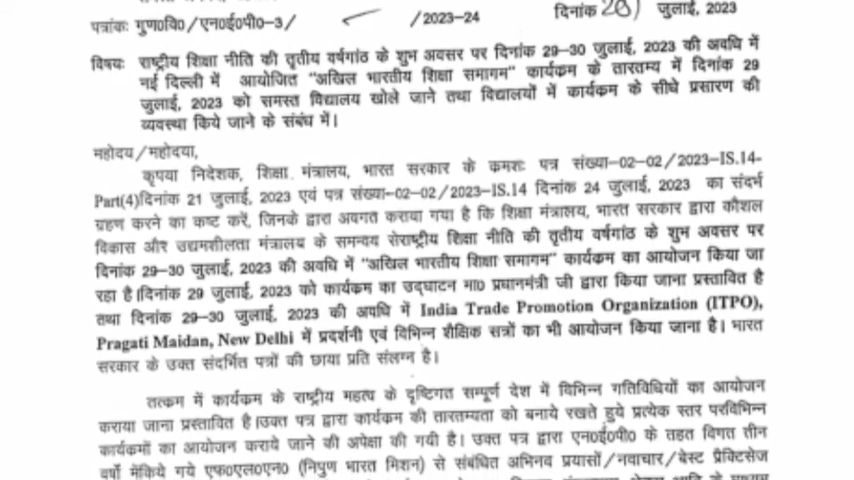 पत्रांकः गुण०वि०/एन०ई०पी०-3/ /2023-24 दिनांक 26 जुलाई, 2023
विषयः राष्ट्रीय शिक्षा नीति की तृतीय वर्षगांठ के शुभ अवसर पर दिनांक 29-30 जुलाई, 2023 की अवधि में
नई दिल्ली में आयोजित "अखिल भारतीय शिक्षा समागम" कार्यक्रम के तारतम्य में दिनांक 29
जुलाई, 2023 को समस्त विद्यालय खोले जाने तथा विद्यालयों में कार्यक्रम के सीधे प्रसारण की
व्यवस्था किये जाने के संबंध में।
महोदय/महोदया,
कृपया निदेशक, शिक्षा मंत्रालय, भारत सरकार के क्रमशः पत्र संख्या-02-02/2023-IS.14-
Part(4)दिनांक 21 जुलाई, 2023 एवं पत्र संख्या-02-02/2023-IS.14 दिनांक 24 जुलाई, 2023 का संदर्भ
ग्रहण करने का कष्ट करें, जिनके द्वारा अवगत कराया गया है कि शिक्षा मंत्रालय, भारत सरकार द्वारा कौशल
विकास और उद्यमशीलता मंत्रालय के समन्वय सेराष्ट्रीय शिक्षा नीति की तृतीय वर्षगांठ के शुभ अवसर पर
दिनांक 29-30 जुलाई, 2023 की अवधि में "अखिल भारतीय शिक्षा समागम" कार्यक्रम का आयोजन किया जा
रहा है।दिनांक 29 जुलाई, 2023 को कार्यक्रम का उद्घाटन मा० प्रधानमंत्री जी द्वारा किया जाना प्रस्तावित है
तथा दिनांक 29-30 जुलाई, 2023 की अवधि में India Trade Promotion Organization (ITPO),
Pragati Maidan, New Delhi में प्रदर्शनी एवं विभिन्न शैक्षिक सत्रों का भी आयोजन किया जाना है। भारत
सरकार के उक्त संदर्भित पत्रों की छाया प्रति संलग्न है।
तत्क्रम में कार्यक्रम के राष्ट्रीय महत्व के दृष्टिगत सम्पूर्ण देश में विभिन्न गतिविधियों का आयोजन
कराया जाना प्रस्तावित है।उक्त पत्र द्वारा कार्यक्रम की तारतम्यता को बनाये रखते हुये प्रत्येक स्तर परविभिन्न
कार्यक्रमों का आयोजन कराये जाने की अपेक्षा की गयी है। उक्त पत्र द्वारा एन०ई०पी० के तहत विगत तीन
वर्षों मेंकिये गये एफ०एल०एन० (निपुण भारत मिशन) से संबंधित अभिनव प्रयासों/नवाचार/बेस्ट प्रैक्टिसेज